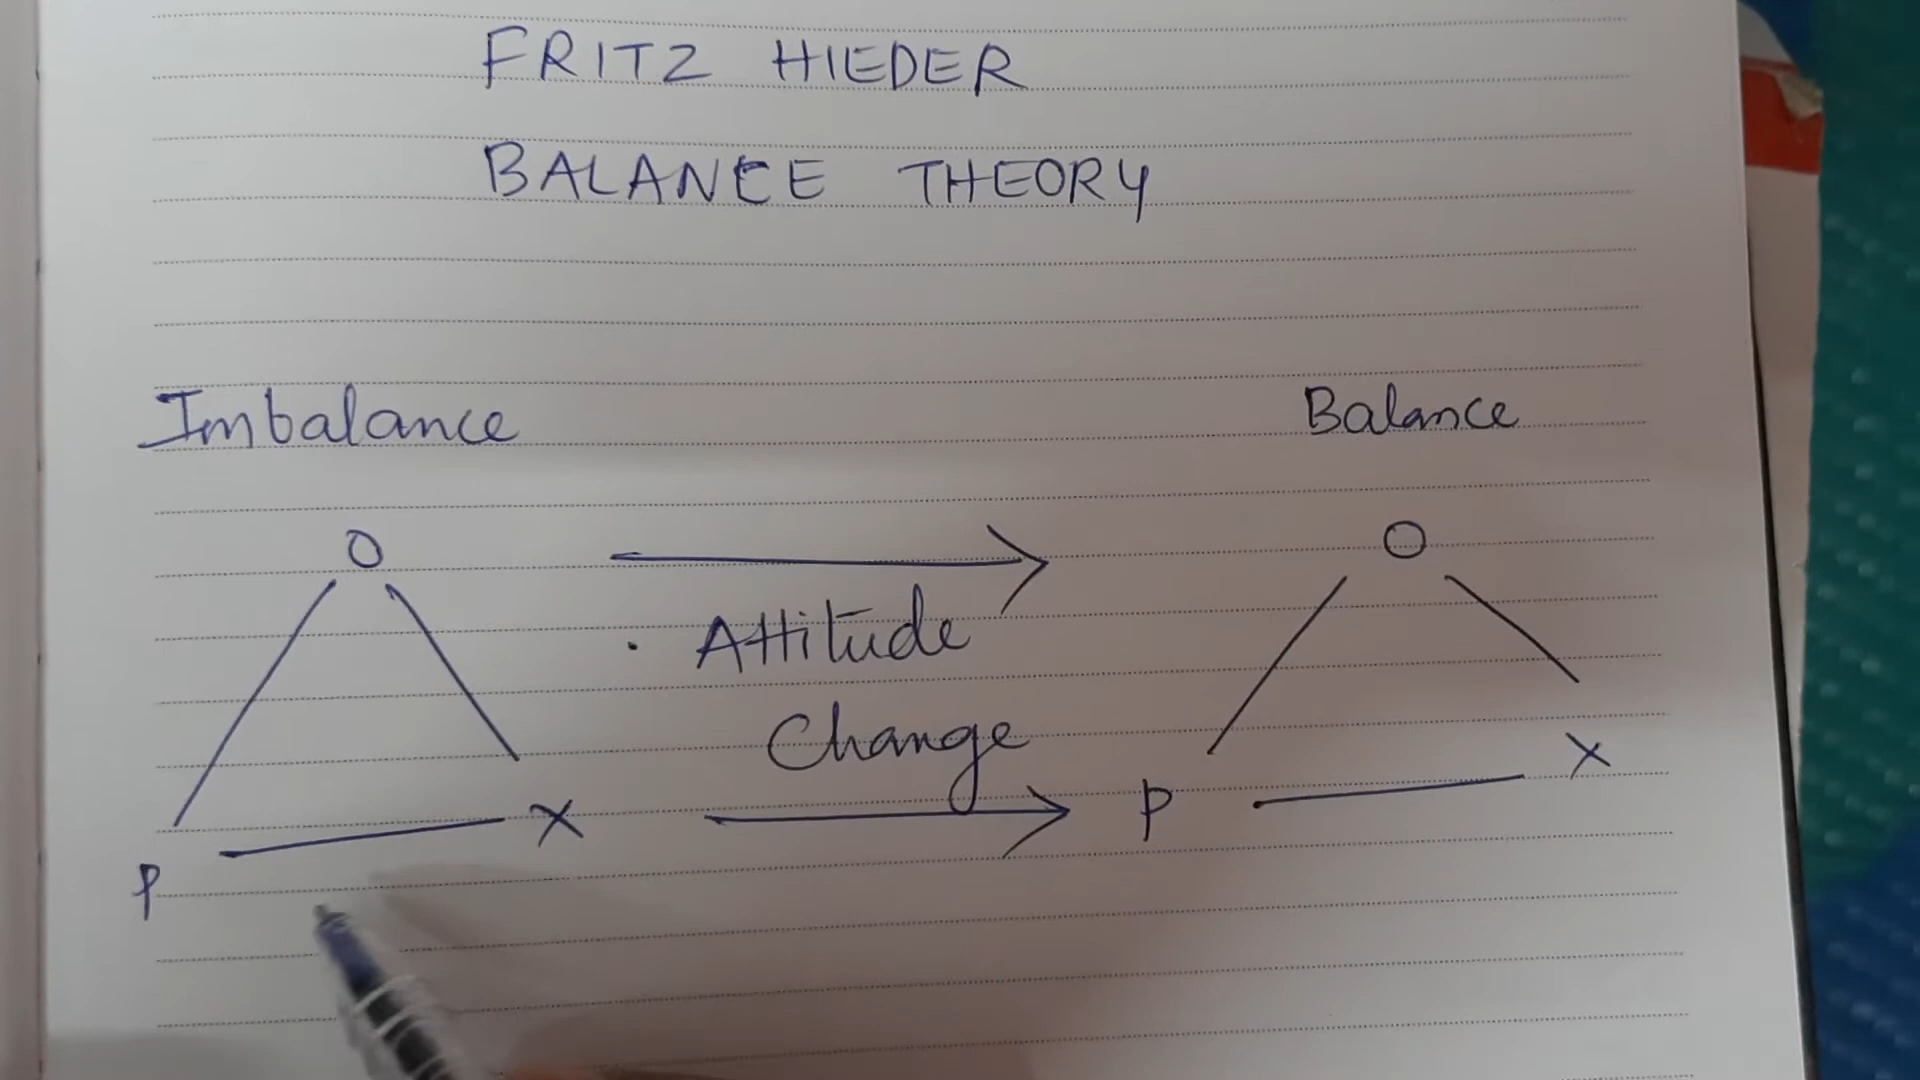 FRITZ HIEDER
BALANCE THEORY
Imbalance
Balance
O
O
Attitude
Change
P
X
P
X